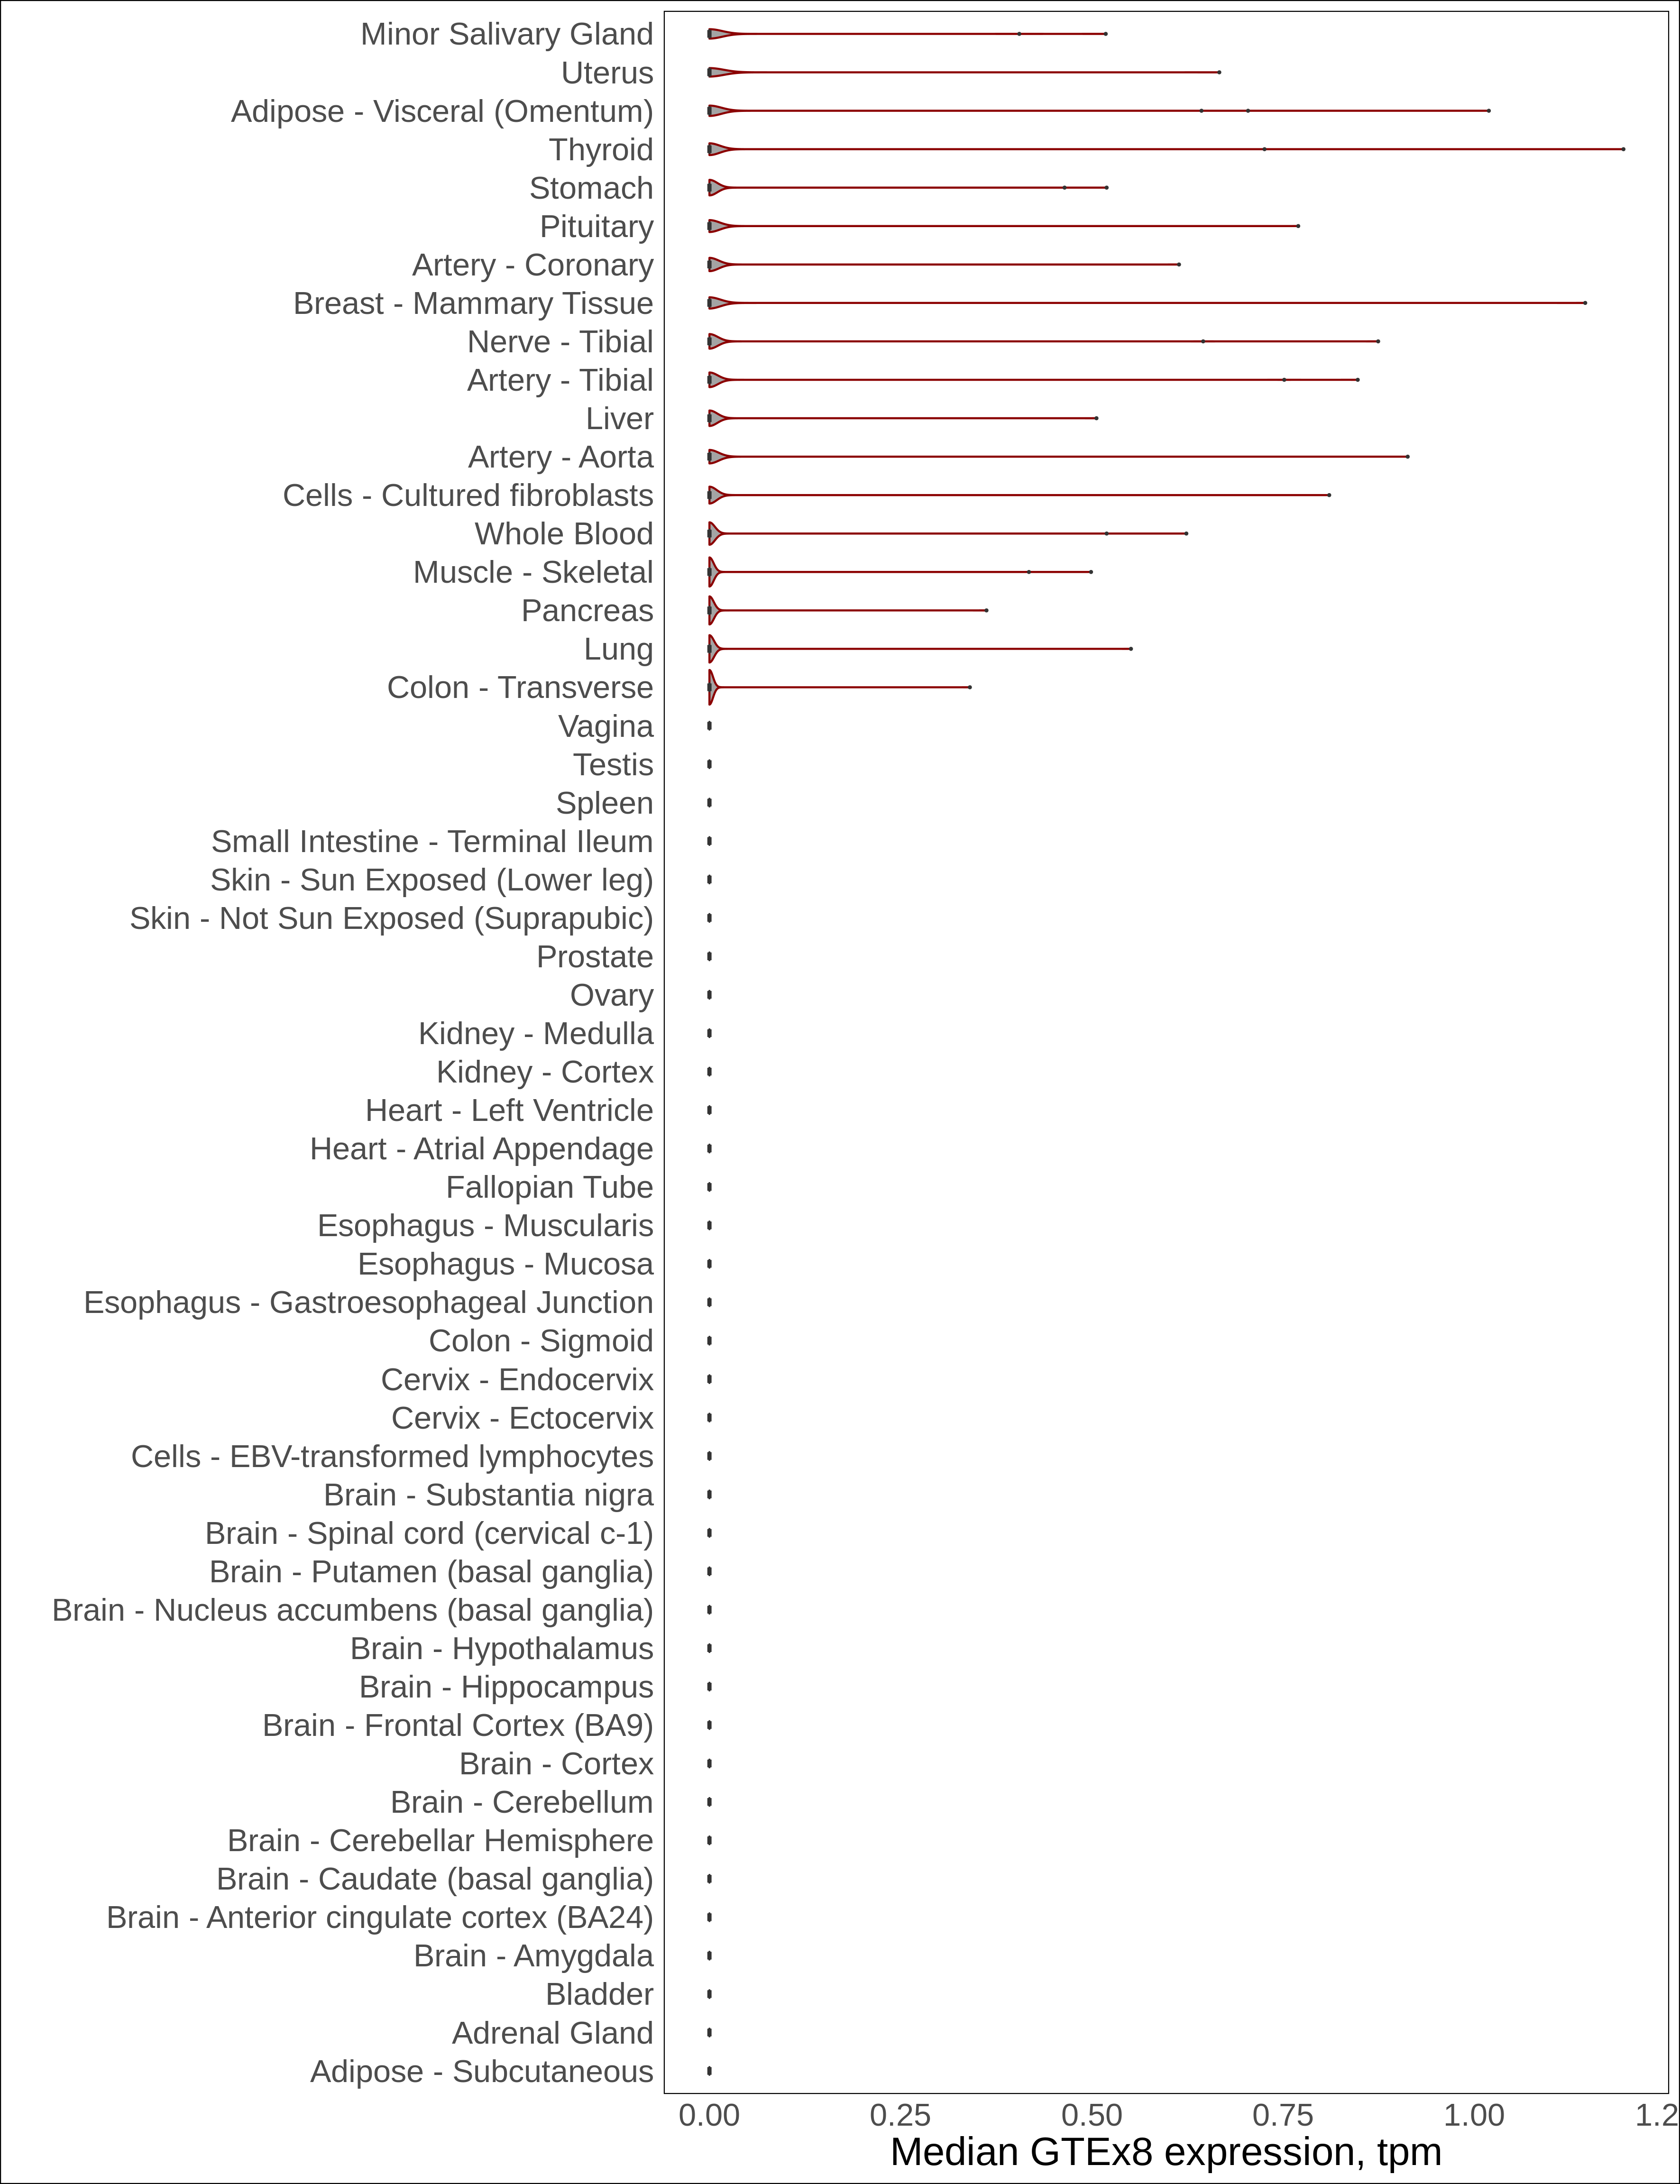 Minor Salivary Gland
Uterus
Adipose - Visceral (Omentum)
Thyroid
Stomach
Pituitary
Artery - Coronary
Breast - Mammary Tissue
Nerve - Tibial
Artery - Tibial
Liver
Artery - Aorta
Cells - Cultured fibroblasts
Whole Blood
Muscle - Skeletal
Pancreas
Lung
Colon - Transverse
Vagina
Testis
Spleen
Small Intestine - Terminal Ileum
Skin - Sun Exposed (Lower leg)
Skin - Not Sun Exposed (Suprapubic)
Prostate
Ovary
Kidney - Medulla
Kidney - Cortex
Heart - Left Ventricle
Heart - Atrial Appendage
Fallopian Tube
Esophagus - Muscularis
Esophagus - Mucosa
Esophagus - Gastroesophageal Junction
Colon - Sigmoid
Cervix - Endocervix
Cervix - Ectocervix
Cells - EBV-transformed lymphocytes
Brain - Substantia nigra
Brain - Spinal cord (cervical c-1)
Brain - Putamen (basal ganglia)
Brain - Nucleus accumbens (basal ganglia)
Brain - Hypothalamus
Brain - Hippocampus
Brain - Frontal Cortex (BA9)
Brain - Cortex
Brain - Cerebellum
Brain - Cerebellar Hemisphere
Brain - Caudate (basal ganglia)
Brain - Anterior cingulate cortex (BA24)
Brain - Amygdala
Bladder
Adrenal Gland
Adipose - Subcutaneous
0.00 0.25 0.50 0.75 1.00 1.2
Median GTEx8 expression, tpm